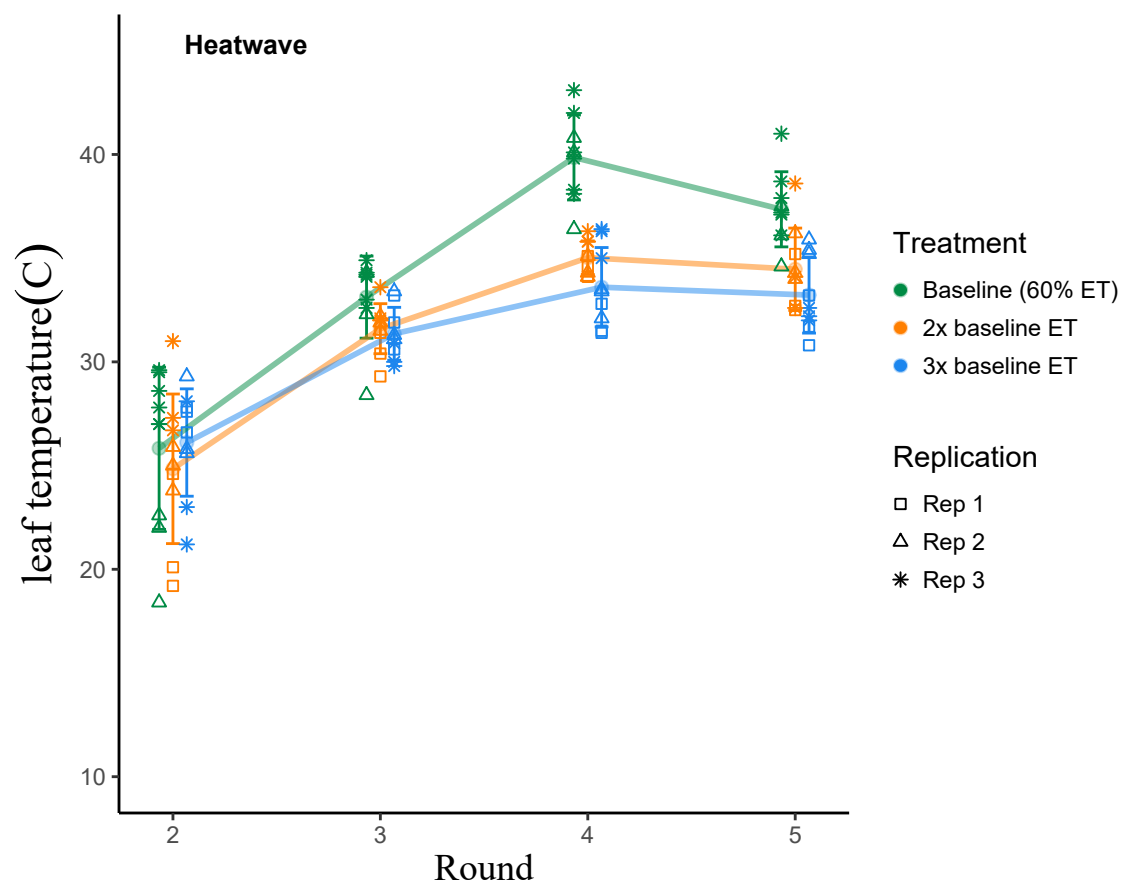 Heatwave
40
30
20
10
leaf temperature(C)
2 3 4 5
Round
Treatment
Baseline (60% ET)
2x baseline ET
3x baseline ET
Replication
Rep 1
Rep 2
Rep 3